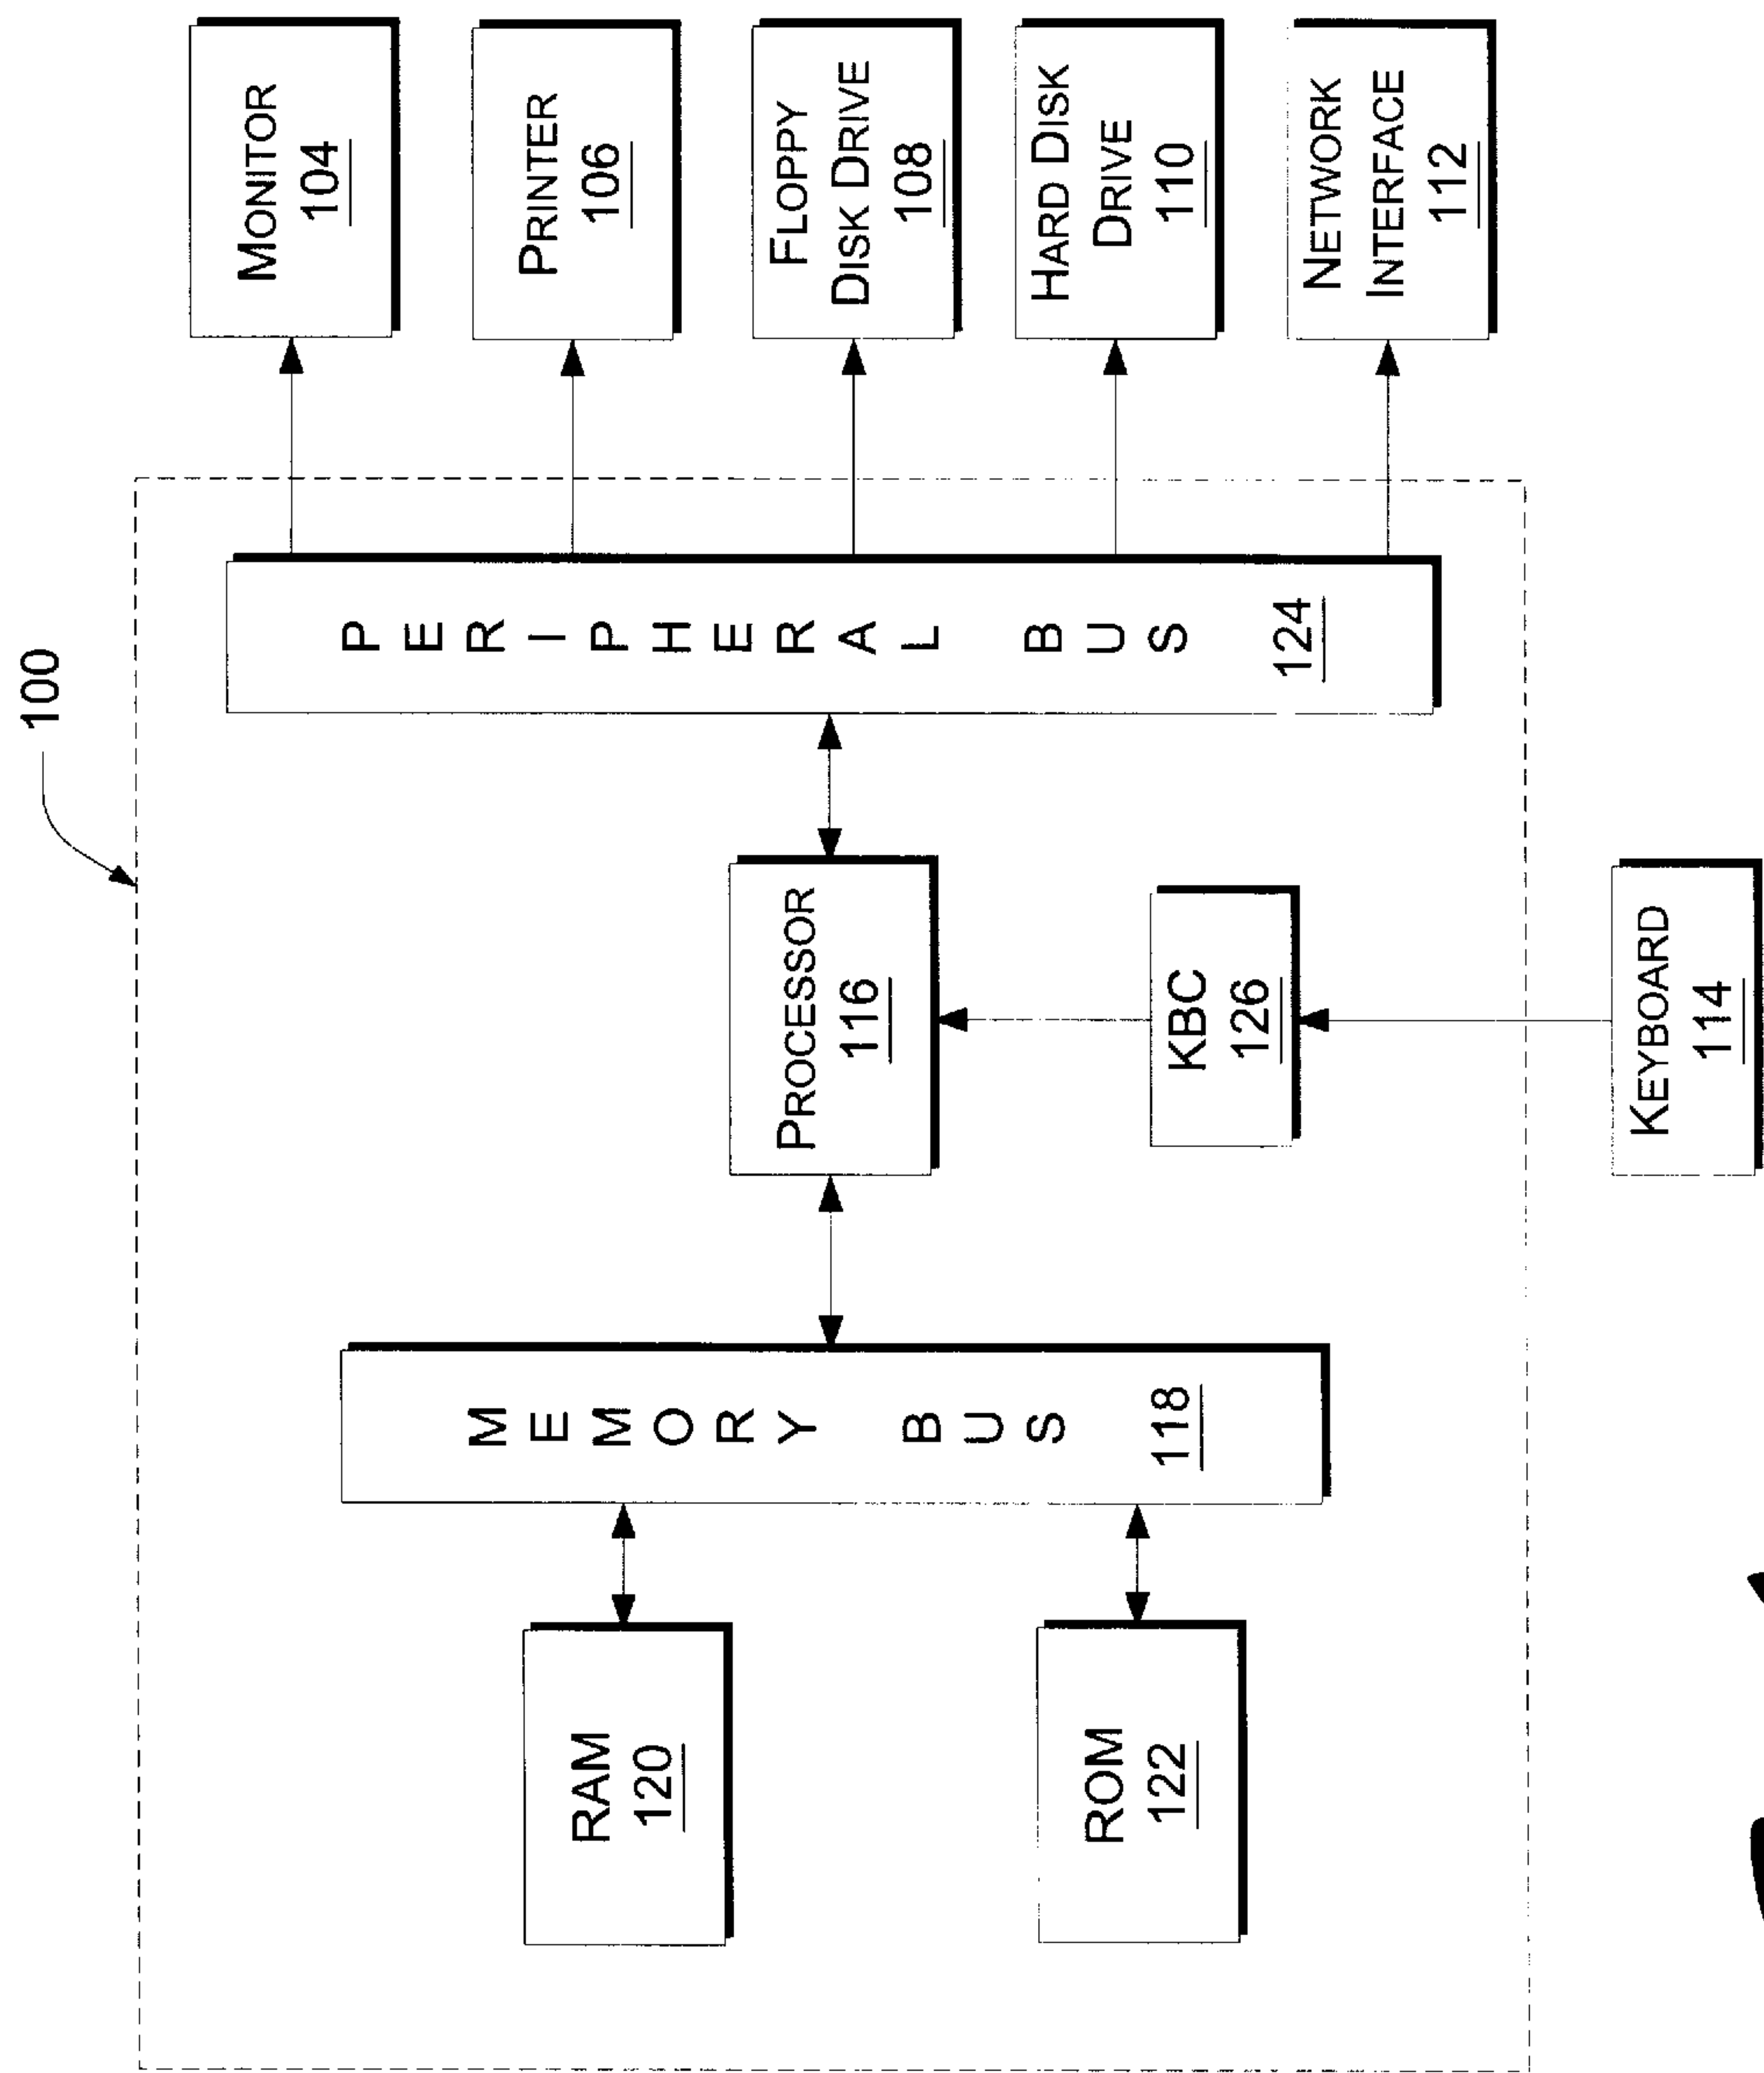 100
MONITOR
104
PRINTER
106
FLOPPY
DISK DRIVE
108
HARD DISK
DRIVE
110
NETWORK
INTERFACE
112
PERIPHERAL BUS
124
PROCESSOR
116
KBC
126
KEYBOARD
114
MEMORY BUS
118
RAM
120
ROM
122